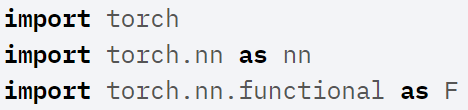 import torch
import torch.nn as nn
import torch.nn.functional as F